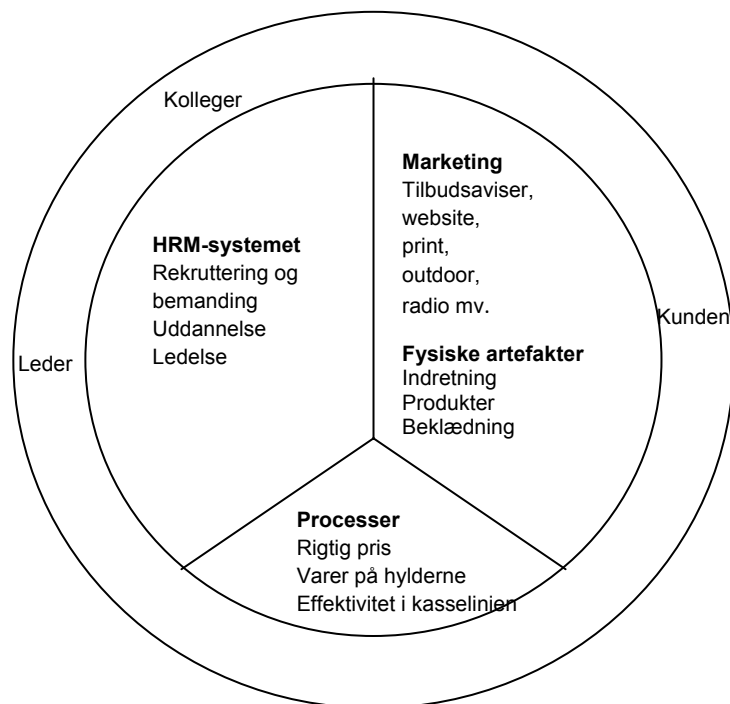 Kolleger
Marketing
Tilbudsaviser,
website,
print,
outdoor,
radio mv.
HRM-systemet
Rekruttering og
bemanding
Uddannelse
Ledelse
Kunden
Leder
Fysiske artefakter
Indretning
Produkter
Beklædning
Processer
Rigtig pris
Varer på hylderne
Effektivitet i kasselinien